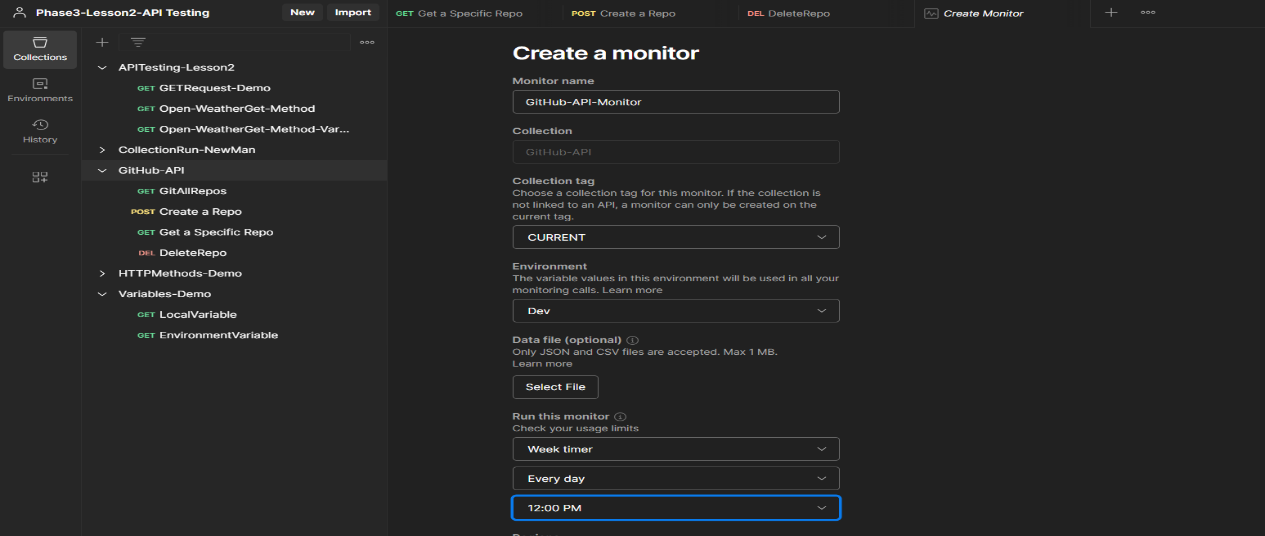 Phase3-Lesson2-API Testing
New
Import
GET Get a Specific Repo
POST Create a Repo
DEL DeleteRepo
Create Monitor
Collections
Environments
History
APITesting-Lesson2
GET GETRequest-Demo
GET Open-WeatherGet-Method
GET Open-WeatherGet-Method-Var...
CollectionRun-NewMan
GitHub-API
GET GitAllRepos
POST Create a Repo
GET Get a Specific Repo
DEL DeleteRepo
HTTPMethods-Demo
Variables-Demo
GET LocalVariable
GET EnvironmentVariable
Create a monitor
Monitor name
GitHub-API-Monitor
Collection
GitHub-API
Collection tag
Choose a collection tag for this monitor. If the collection is
not linked to an API, a monitor can only be created on the
current tag.
CURRENT
Environment
The variable values in this environment will be used in all your
monitoring calls. Learn more
Dev
Data file (optional)
Only JSON and CSV files are accepted. Max 1 MB.
Learn more
Select File
Run this monitor
Check your usage limits
Week timer
Every day
12:00 PM